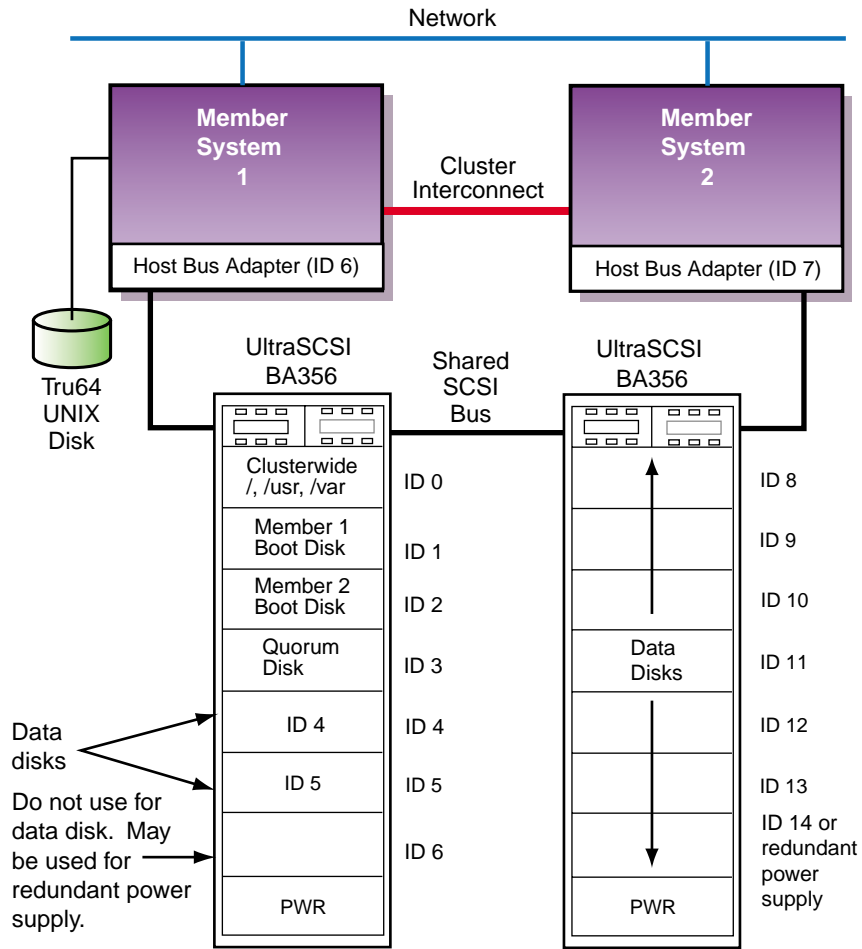 Network
Member
System
1
Member
System
2
Cluster
Interconnect
Host Bus Adapter (ID 6)
Host Bus Adapter (ID 7)
Tru64
UNIX
Disk
UltraSCSI
BA356
Shared
SCSI
Bus
UltraSCSI
BA356
Clusterwide
/, /usr, /var
ID 0
Member 1
Boot Disk
ID 1
Member 2
Boot Disk
ID 2
Quorum
Disk
ID 3
ID 4
ID 4
ID 5
ID 5
ID 6
PWR
Data
disks
Do not use for
data disk. May
be used for
redundant power
supply.
ID 8
ID 9
ID 10
Data
Disks
ID 11
ID 12
ID 13
ID 14 or
redundant
power
supply
PWR